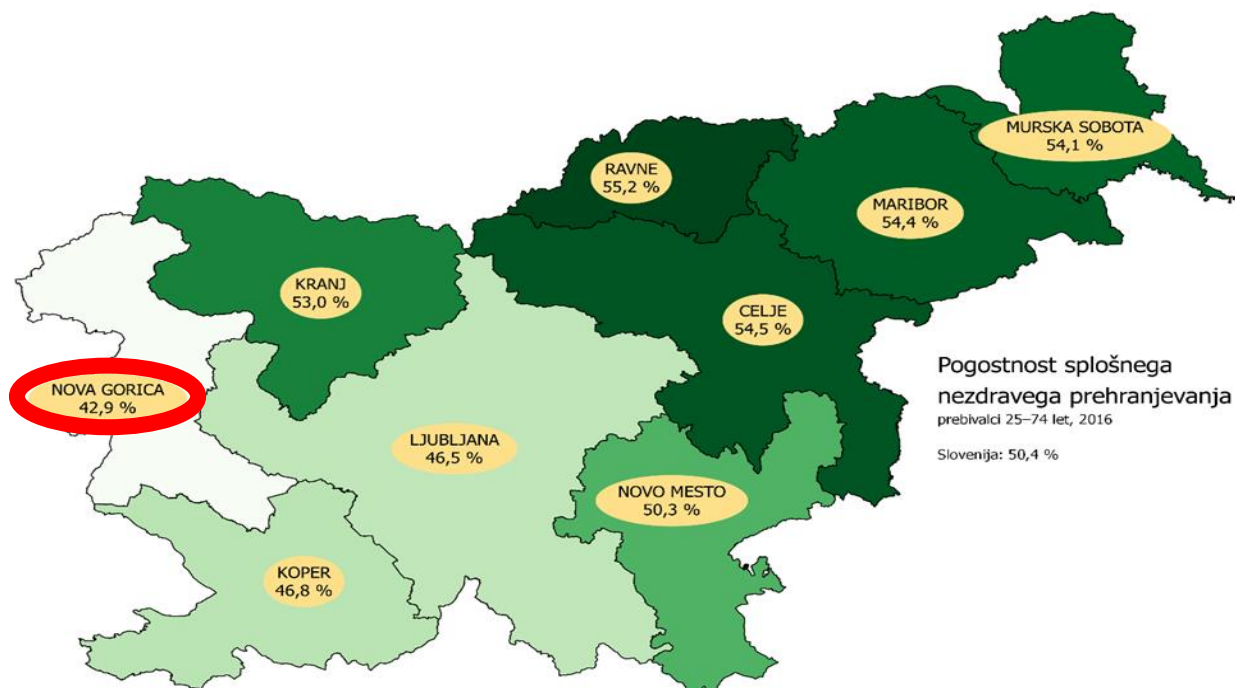 MURSKA SOBOTA
54,1 %
RAVNE
55,2 %
MARIBOR
54,4 %
KRANJ
53,0 %
CELJE
54,5 %
NOVA GORICA
42,9 %
LJUBLJANA
46,5 %
NOVO MESTO
50,3 %
KOPER
46,8 %
Pogostnost splošnega
nezdravega prehranjevanja
prebivalci 25–74 let, 2016
Slovenija: 50,4 %